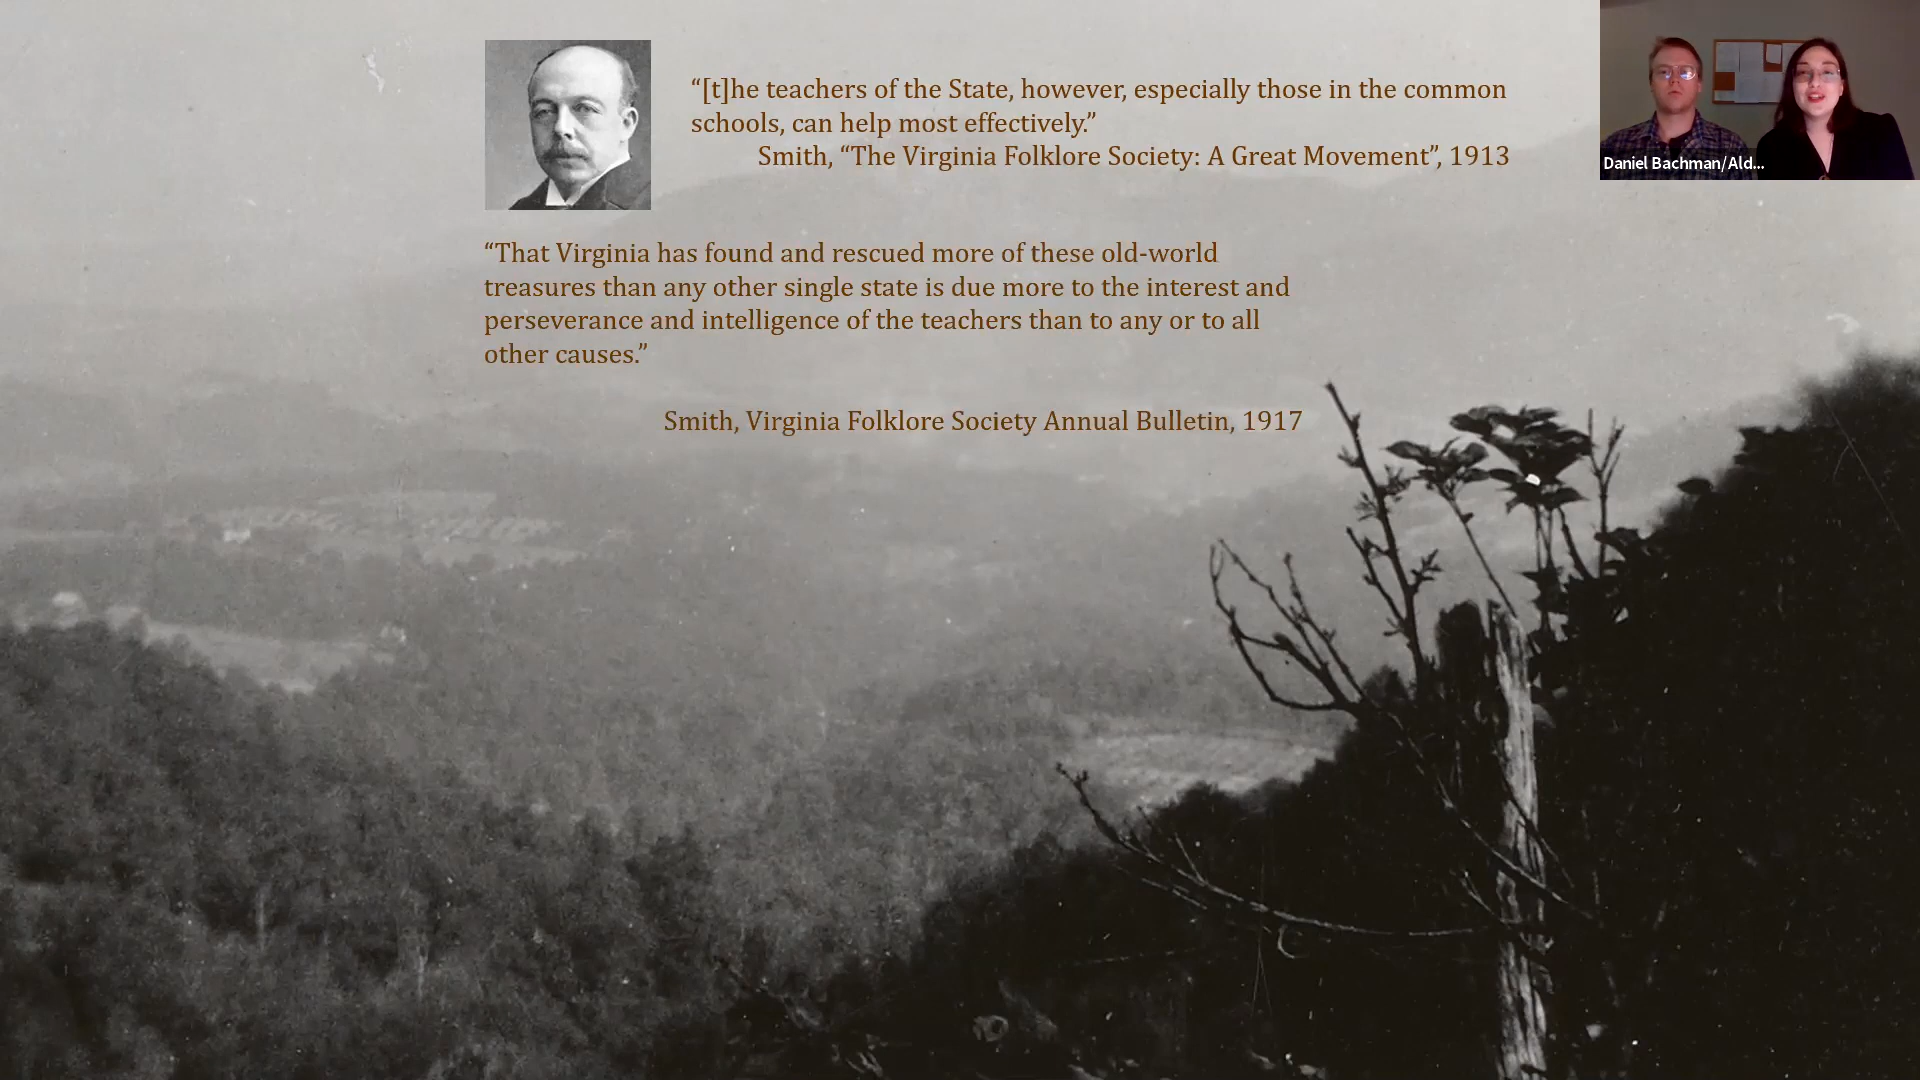 “[t]he teachers of the State, however, especially those in the common
schools, can help most effectively.”
Smith, “The Virginia Folklore Society: A Great Movement”, 1913
“That Virginia has found and rescued more of these old-world
treasures than any other single state is due more to the interest and
perseverance and intelligence of the teachers than to any or to all
other causes.”
Smith, Virginia Folklore Society Annual Bulletin, 1917
Daniel Bachman/Ald...